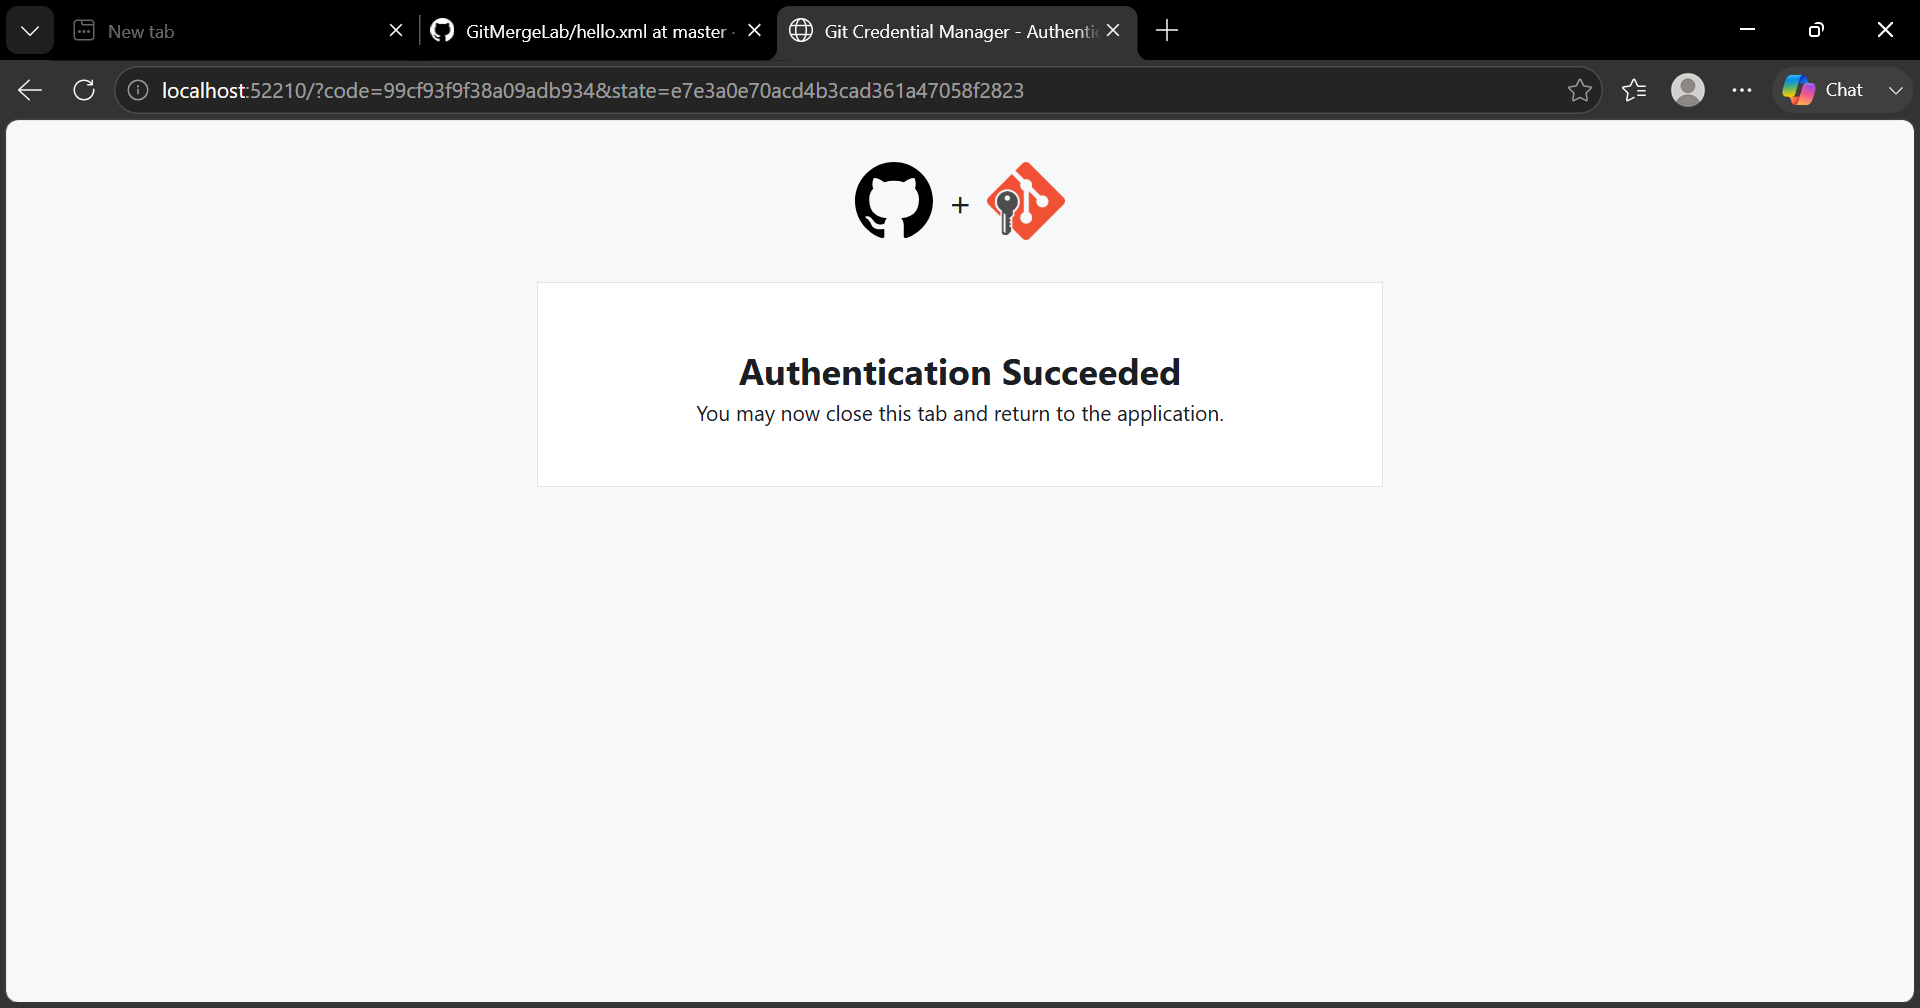 New tab
GitMergeLab/hello.xml at master
Git Credential Manager - Authenti
localhost:52210/?code=99cf93f9f38a09adb934&state=e7e3a0e70acd4b3cad361a47058f2823
Chat
+
Authentication Succeeded
You may now close this tab and return to the application.